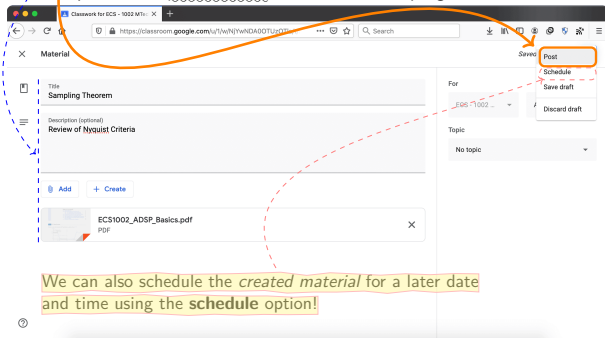 Classwork for ECS - 1002 MTe
https://classroom.google.com/u/1/w/NjYwNDA0OTUzOTI
Search
Material
Saved
Post
Schedule
Save draft
Discard draft
Title
Sampling Theorem
Description (optional)
Review of Nyquist Criteria
For
ECS - 1002 ...
A
Topic
No topic
Add
Create
ECS1002_ADSP_Basics.pdf
PDF
We can also schedule the created material for a later date
and time using the schedule option!